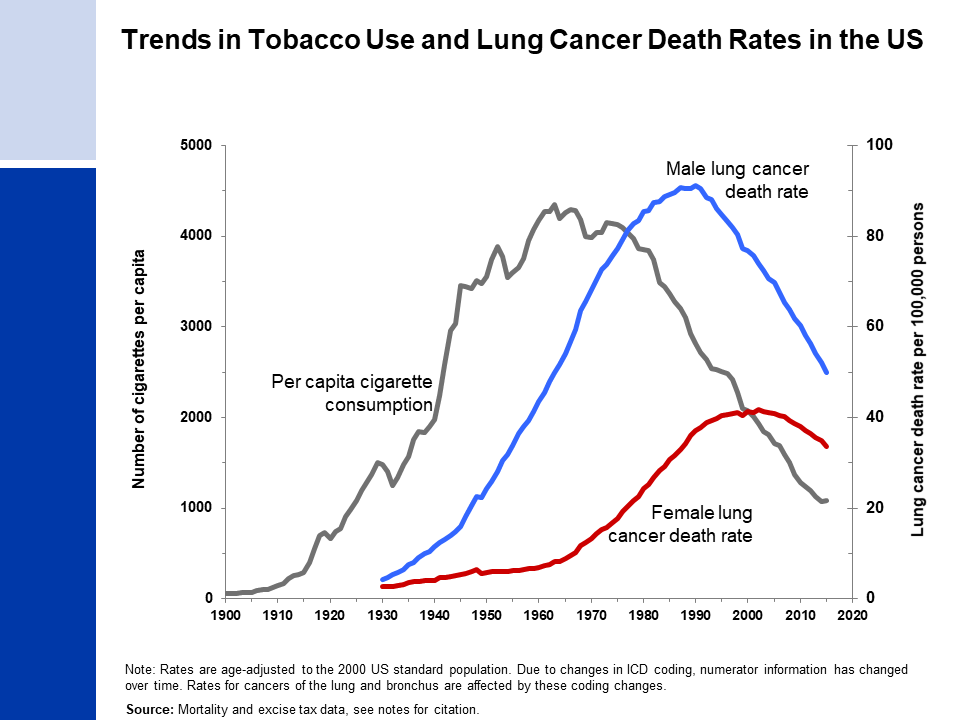 Trends in Tobacco Use and Lung Cancer Death Rates in the US
Number of cigarettes per capita
5000
4000
3000
2000
1000
0
Male lung cancer
death rate
Per capita cigarette
consumption
Female lung
cancer death rate
100
80
60
40
20
0
Lung cancer death rate per 100,000 persons
1900 1910 1920 1930 1940 1950 1960 1970 1980 1990 2000 2010 2020
Note: Rates are age-adjusted to the 2000 US standard population. Due to changes in ICD coding, numerator information has changed
over time. Rates for cancers of the lung and bronchus are affected by these coding changes.
Source: Mortality and excise tax data, see notes for citation.